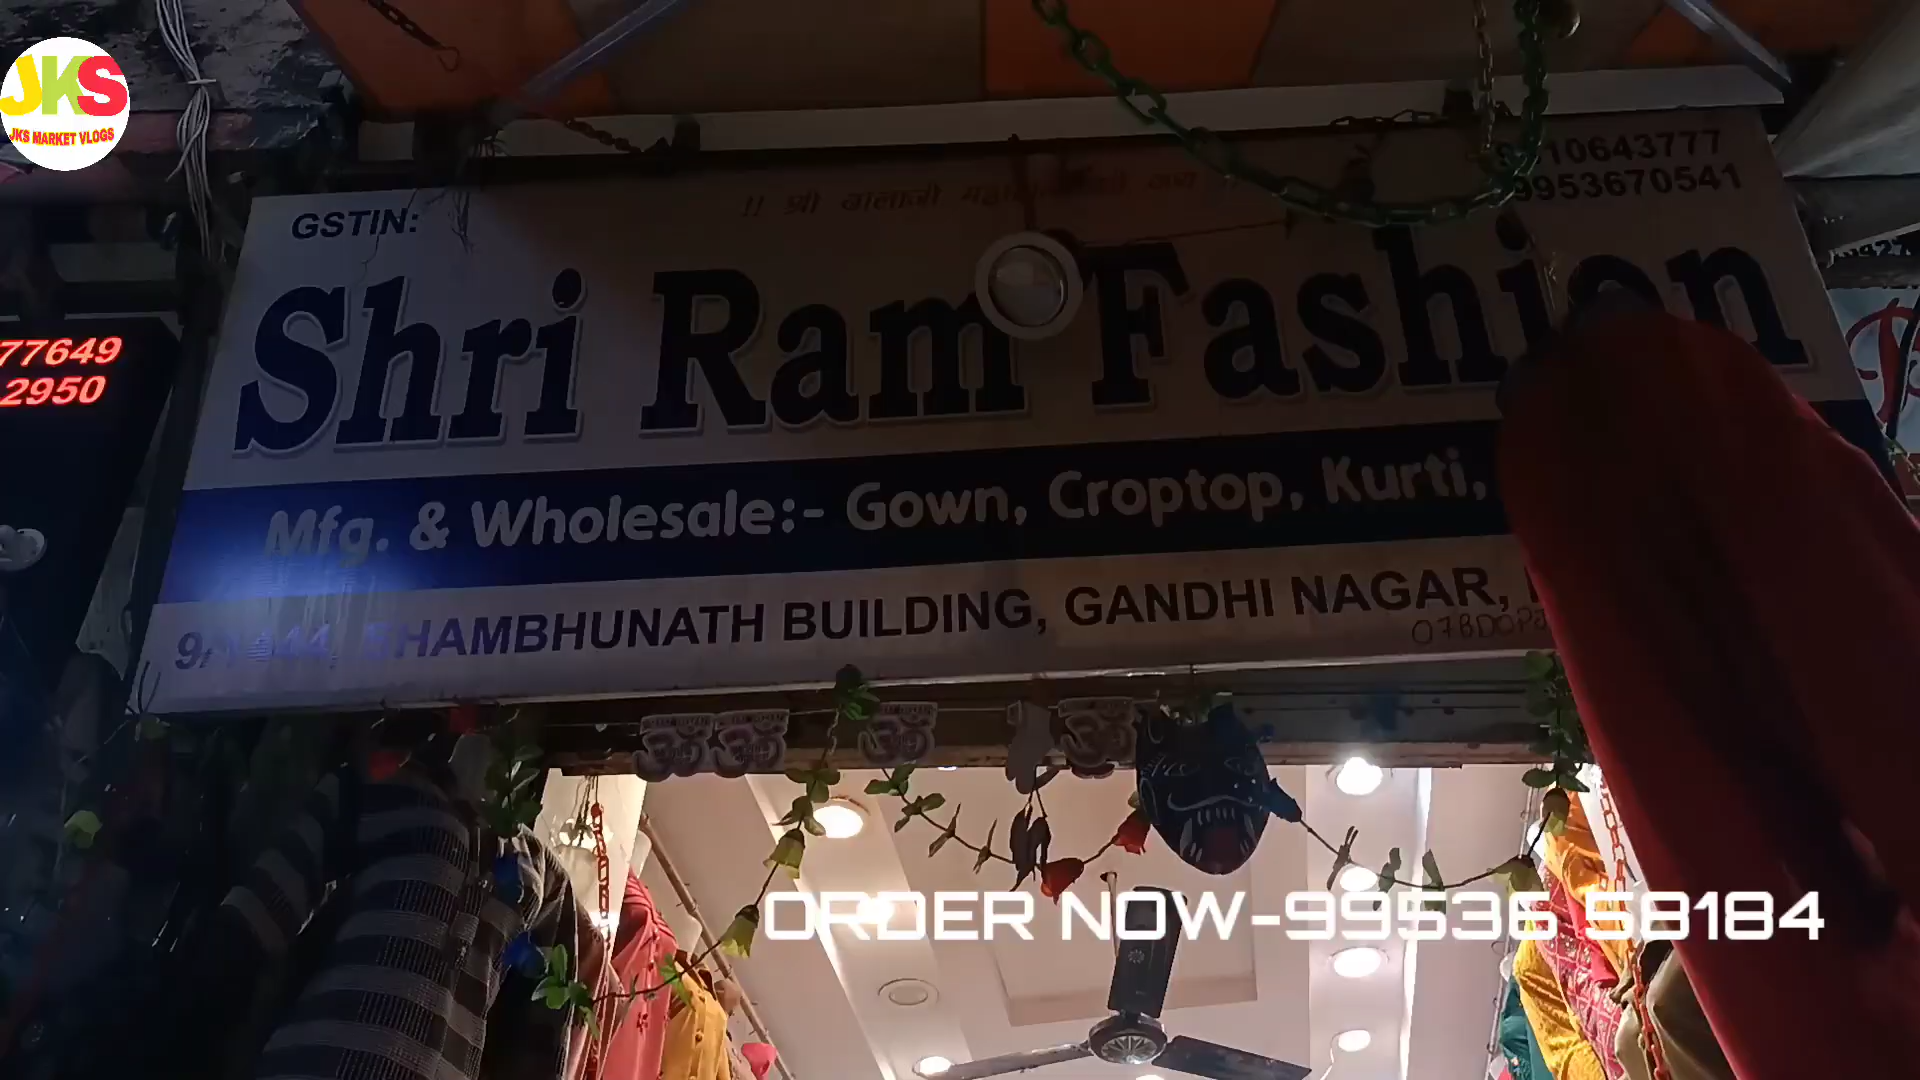 JKS
JKS MARKET VLOGS
GSTIN:
!! श्री बालाजी
10643777
9953670541
Shri Ram Fashion
Mfg. & Wholesale:- Gown, Croptop, Kurti,
SHAMBHUNATH BUILDING, GANDHI NAGAR,
77649
2950
ORDER NOW-99536 58184